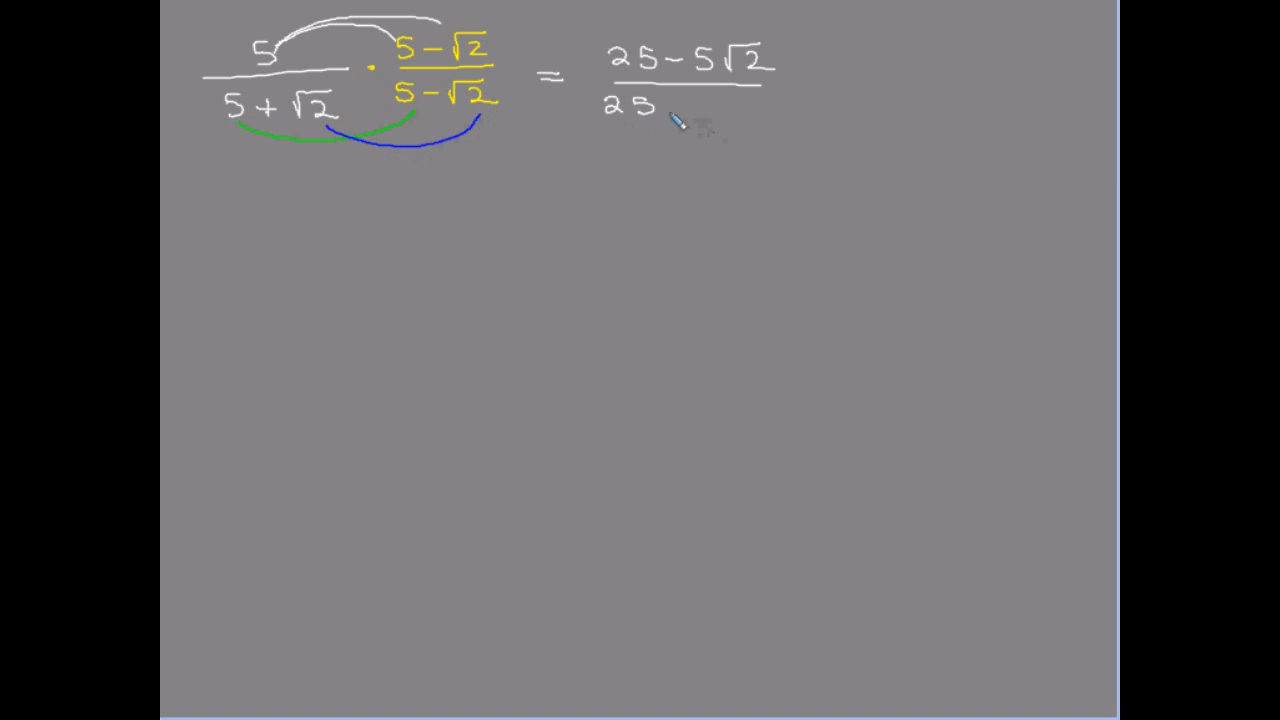 5/(5 + √2) · (5 − √2)/(5 − √2) = (25 − 5√2)/(25